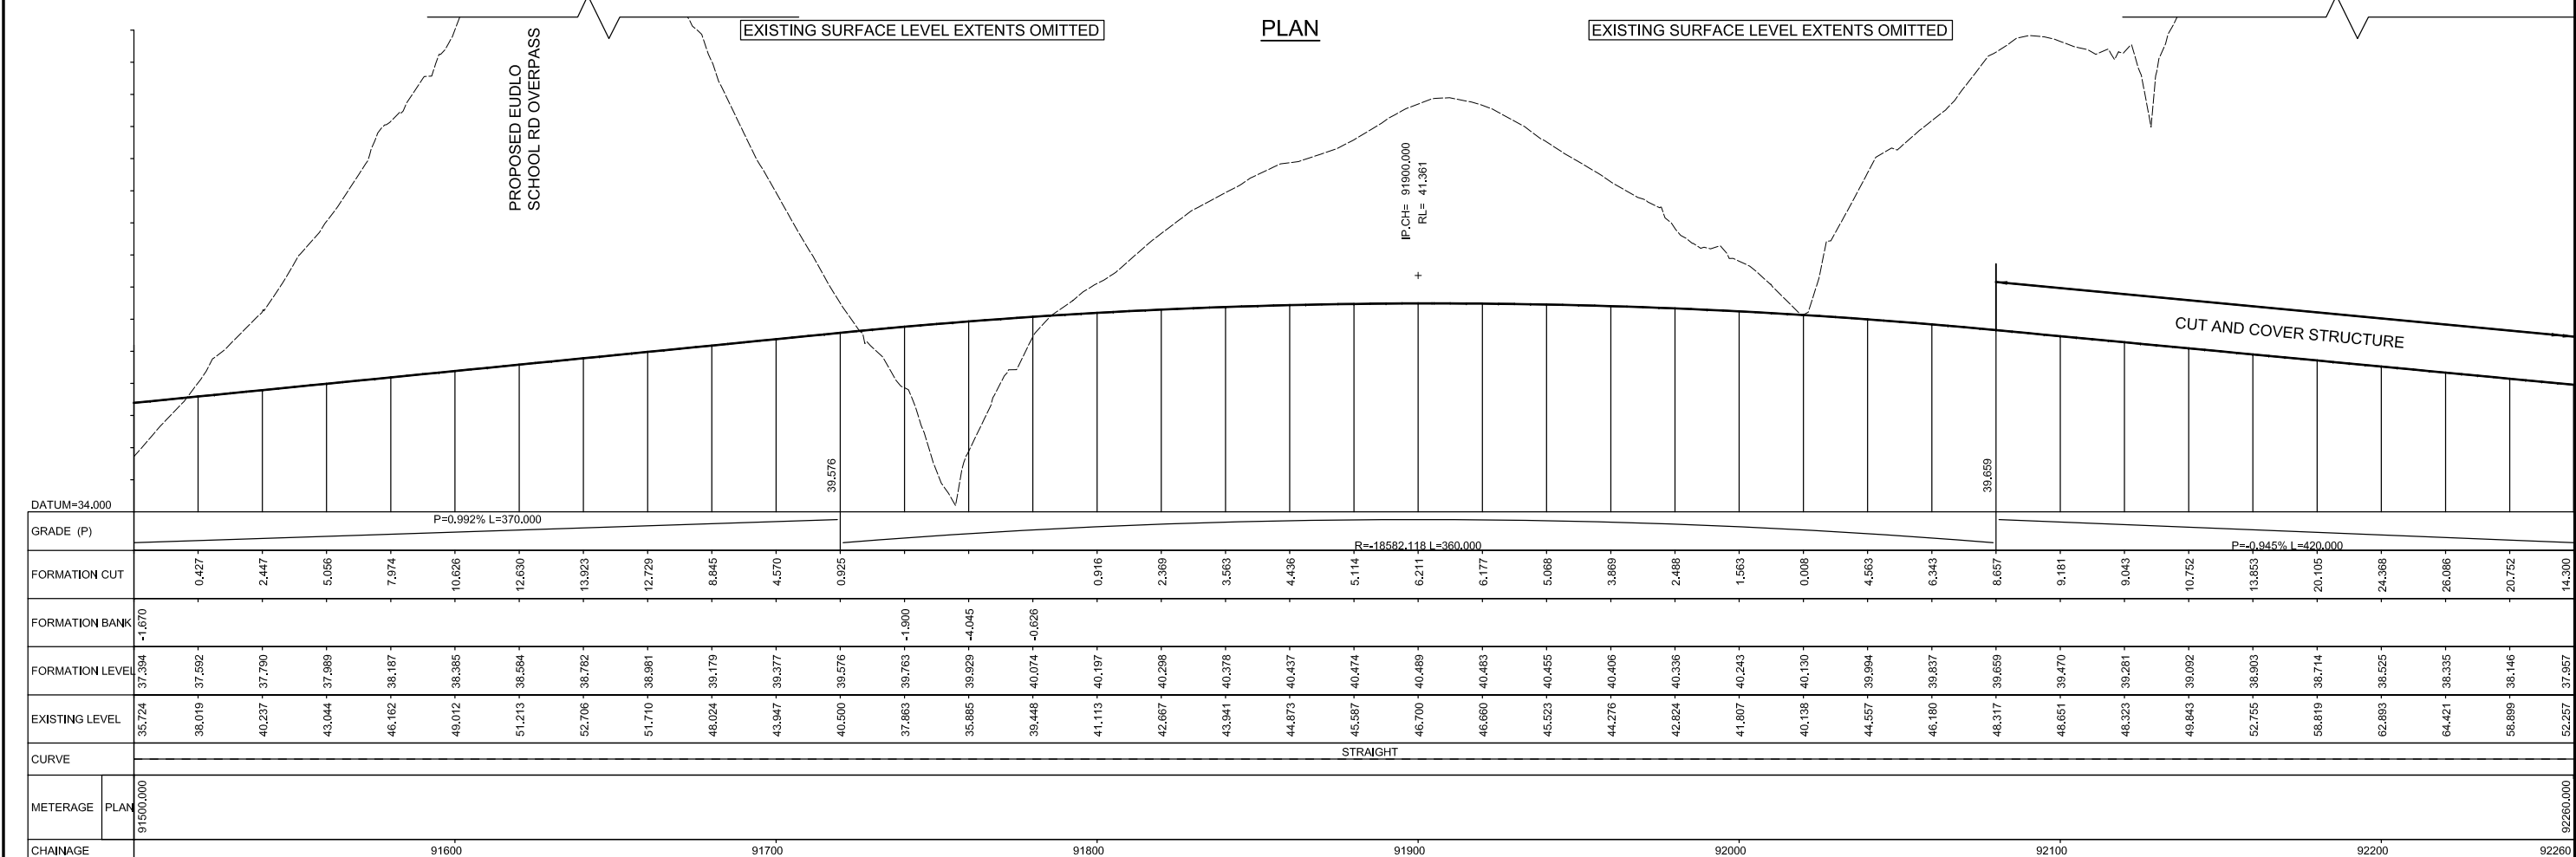 EXISTING SURFACE LEVEL EXTENTS OMITTED
PLAN
EXISTING SURFACE LEVEL EXTENTS OMITTED
PROPOSED EUDLO
SCHOOL RD OVERPASS
IP.CH= 91900.000
RL= 41.361
CUT AND COVER STRUCTURE
39.576
39.659
DATUM=34.000
GRADE (P) P=0.992% L=370.000 R=-18582.118 L=360.000 P=-0.945% L=420.000
FORMATION CUT 0.427 2.447 5.056 7.974 10.626 12.630 13.923 12.729 8.845 4.570 0.925 0.916 2.369 3.563 4.436 5.114 6.211 6.177 5.068 3.869 2.488 1.563 0.008 4.563 6.343 8.657 9.181 9.043 10.752 13.853 20.105 24.368 26.086 20.752 14.300
FORMATION BANK -1.670 -1.900 -4.045 -0.626
FORMATION LEVEL 37.394 37.592 37.790 37.989 38.187 38.385 38.584 38.782 38.981 39.179 39.377 39.576 39.763 39.929 40.074 40.197 40.298 40.378 40.437 40.474 40.489 40.483 40.455 40.406 40.336 40.243 40.130 39.994 39.837 39.659 39.470 39.281 39.092 38.903 38.714 38.525 38.335 38.146 37.957
EXISTING LEVEL 35.724 38.019 40.237 43.044 46.162 49.012 51.213 52.706 51.710 48.024 43.947 40.500 37.863 35.885 39.448 41.113 42.667 43.941 44.873 45.587 46.700 46.660 45.523 44.276 42.824 41.807 40.138 44.557 46.180 48.317 48.651 48.323 49.843 52.755 58.819 62.893 64.421 58.899 52.257
CURVE STRAIGHT
METERAGE PLAN 91500.000 92260.000
CHAINAGE 91600 91700 91800 91900 92000 92100 92200 92260